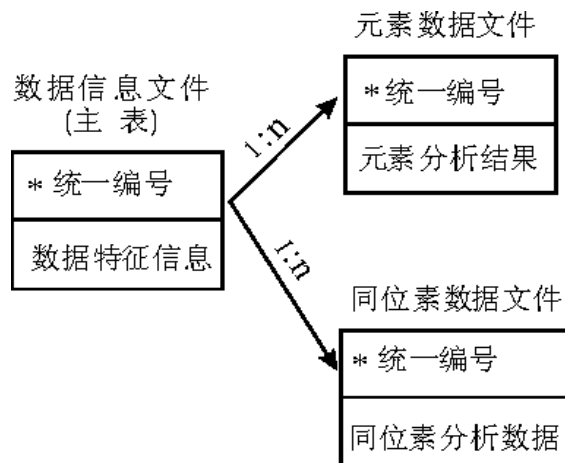 数据信息文件
(主 表)
*统一编号
数据特征信息
1:n
1:n
元素数据文件
*统一编号
元素分析结果
同位素数据文件
*统一编号
同位素分析数据